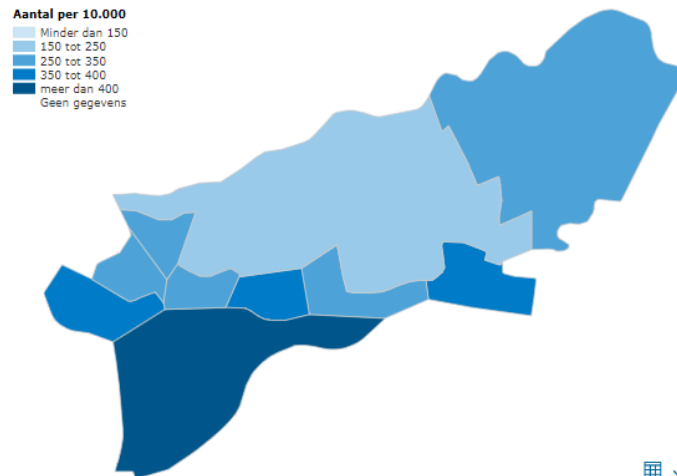 Aantal per 10.000
Minder dan 150
150 tot 250
250 tot 350
350 tot 400
meer dan 400
Geen gegevens